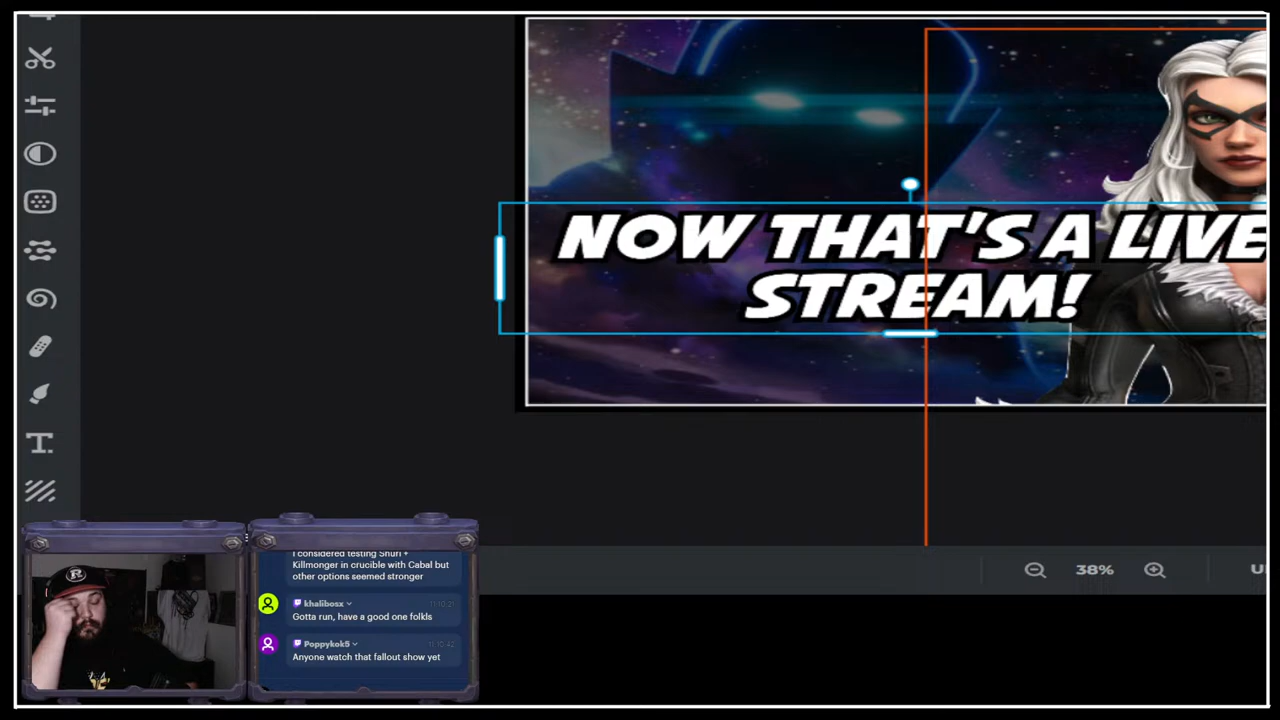 NOW THAT'S A LIVE
STREAM!
T.
38%
R
I considered testing Shuri +
Killmonger in crucible with Cabal but
other options seemed stronger
khalibosx
Gotta run, have a good one folkls
Poppykok5
Anyone watch that fallout show yet